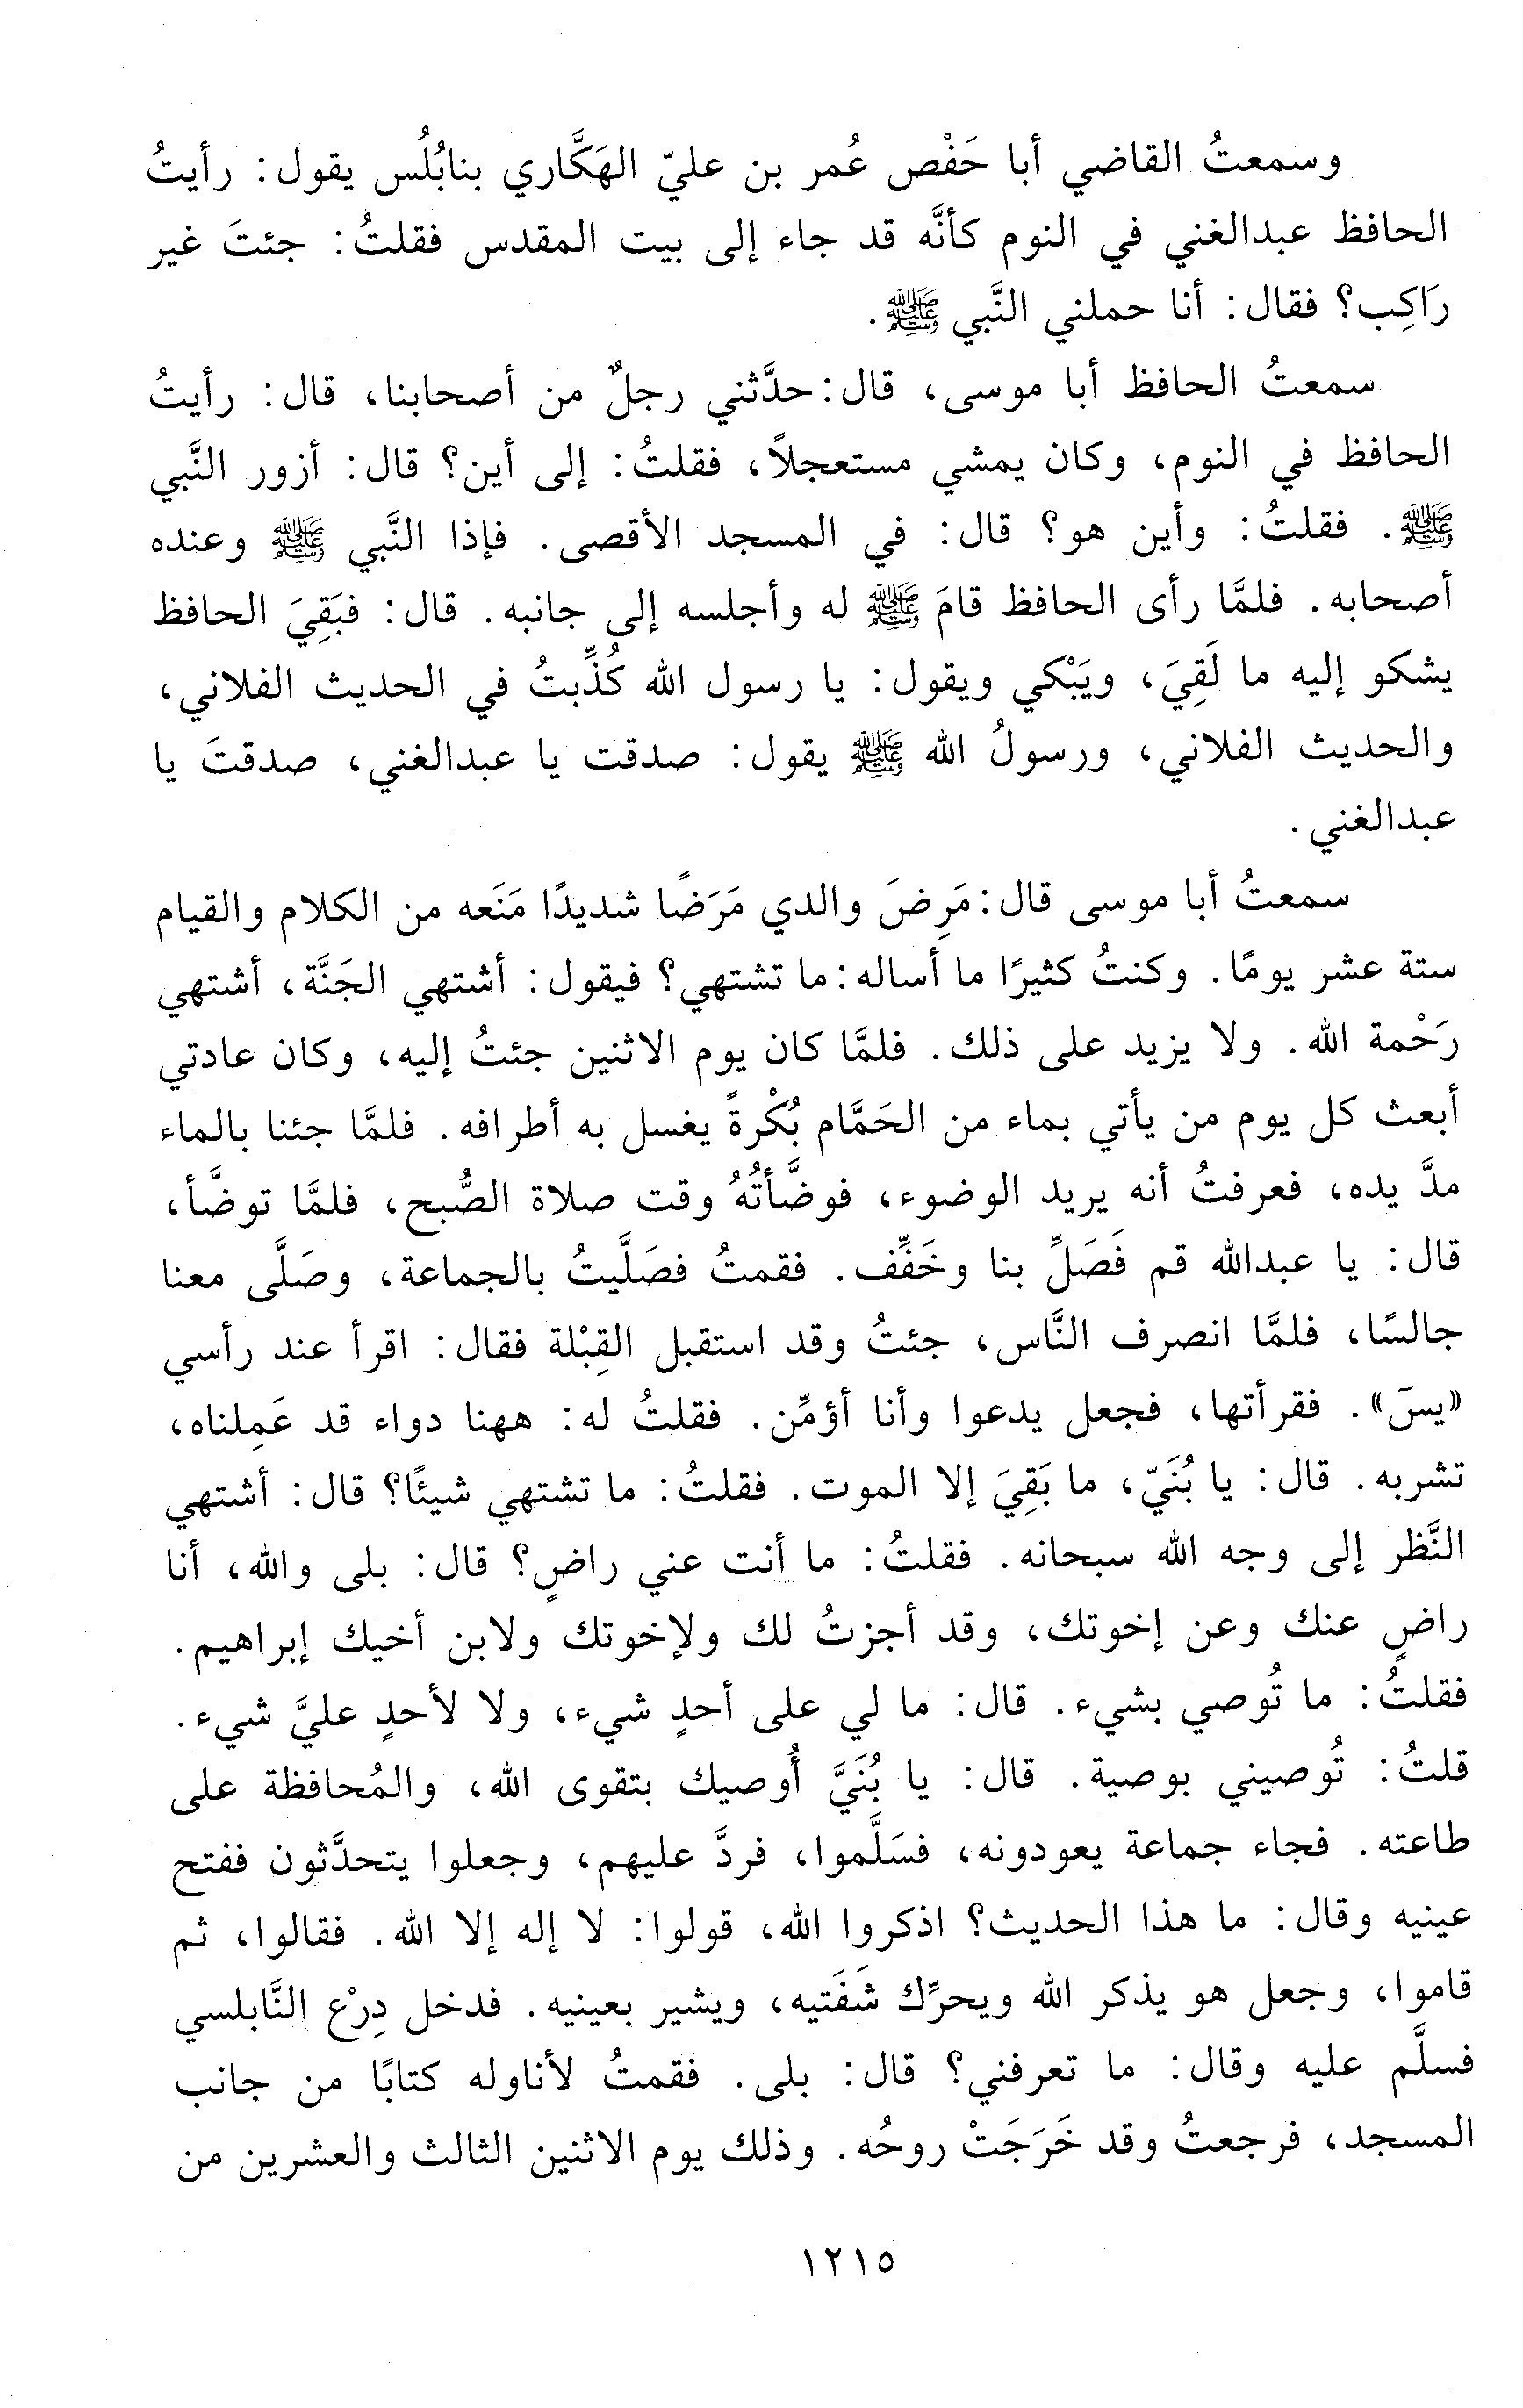 وسمعتُ القاضي أبا حَفْص عُمر بن عليّ الهَكَّاري بنابُلُس يقول: رأيتُ
الحافظ عبدالغني في النوم كأنَّه قد جاء إلى بيت المقدس فقلتُ: جئتَ غير
رَاكِب؟ فقال: أنا حملني النَّبي ﷺ.
سمعتُ الحافظ أبا موسى، قال: حدَّثني رجلٌ من أصحابنا، قال: رأيتُ
الحافظ في النوم، وكان يمشي مستعجلاً، فقلتُ: إلى أين؟ قال: أزور النَّبي
ﷺ. فقلتُ: وأين هو؟ قال: في المسجد الأقصى. فإذا النَّبي ﷺ وعنده
أصحابه. فلمَّا رأى الحافظ قامَ ﷺ له وأجلسه إلى جانبه. قال: فبَقِيَ الحافظ
يشكو إليه ما لَقِيَ، ويَبْكي ويقول: يا رسول الله كُذِّبتُ في الحديث الفلاني،
والحديث الفلاني، ورسولُ الله ﷺ يقول: صدقت يا عبدالغني، صدقتَ يا
عبدالغني.
سمعتُ أبا موسى قال: مَرِضَ والدي مَرَضًا شديدًا مَنَعه من الكلام والقيام
ستة عشر يومًا. وكنتُ كثيرًا ما أساله: ما تشتهي؟ فيقول: أشتهي الجَنَّة، أشتهي
رَحْمة الله. ولا يزيد على ذلك. فلمَّا كان يوم الاثنين جئتُ إليه، وكان عادتي
أبعث كل يوم من يأتي بماء من الحَمَّام بُكْرةً يغسل به أطرافه. فلمَّا جئنا بالماء
مدَّ يده، فعرفتُ أنه يريد الوضوء، فوضَّأتُهُ وقت صلاة الصُّبح، فلمَّا توضَّأ،
قال: يا عبدالله قم فَصَلِّ بنا وخَفِّف. فقمتُ فصَلَّيتُ بالجماعة، وصَلَّى معنا
جالسًا، فلمَّا انصرف النَّاس، جئتُ وقد استقبل القِبْلة فقال: اقرأ عند رأسي
«يسَ». فقرأتها، فجعل يدعوا وأنا أؤمِّن. فقلتُ له: ههنا دواء قد عَمِلناه،
تشربه. قال: يا بُنَيّ، ما بَقِيَ إلا الموت. فقلتُ: ما تشتهي شيئًا؟ قال: أشتهي
النَّظر إلى وجه الله سبحانه. فقلتُ: ما أنت عني راضٍ؟ قال: بلى والله، أنا
راضٍ عنك وعن إخوتك، وقد أجزتُ لك ولإخوتك ولابن أخيك إبراهيم.
فقلتُ: ما تُوصي بشيء. قال: ما لي على أحدٍ شيء، ولا لأحدٍ عليَّ شيء.
قلتُ: تُوصيني بوصية. قال: يا بُنَيَّ أُوصيك بتقوى الله، والمُحافظة على
طاعته. فجاء جماعة يعودونه، فسَلَّموا، فردَّ عليهم، وجعلوا يتحدَّثون ففتح
عينيه وقال: ما هذا الحديث؟ اذكروا الله، قولوا: لا إله إلا الله. فقالوا، ثم
قاموا، وجعل هو يذكر الله ويحرِّك شَفَتيه، ويشير بعينيه. فدخل دِرْع النَّابلسي
فسلَّم عليه وقال: ما تعرفني؟ قال: بلى. فقمتُ لأناوله كتابًا من جانب
المسجد، فرجعتُ وقد خَرَجَتْ روحُه. وذلك يوم الاثنين الثالث والعشرين من
١٢١٥